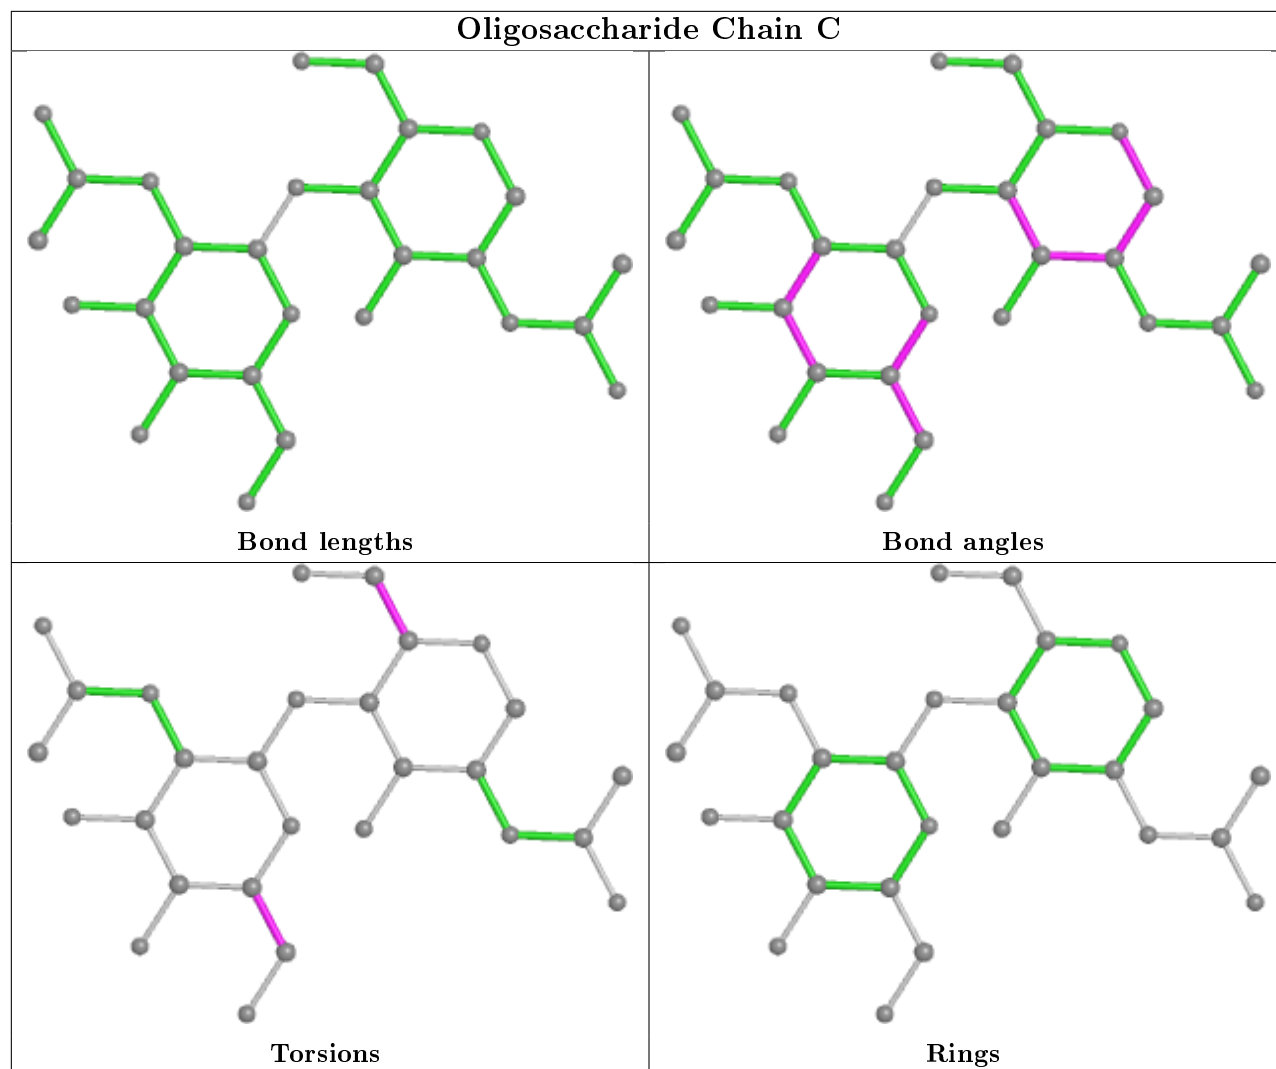 Oligosaccharide Chain C
Bond lengths
Bond angles
Torsions
Rings